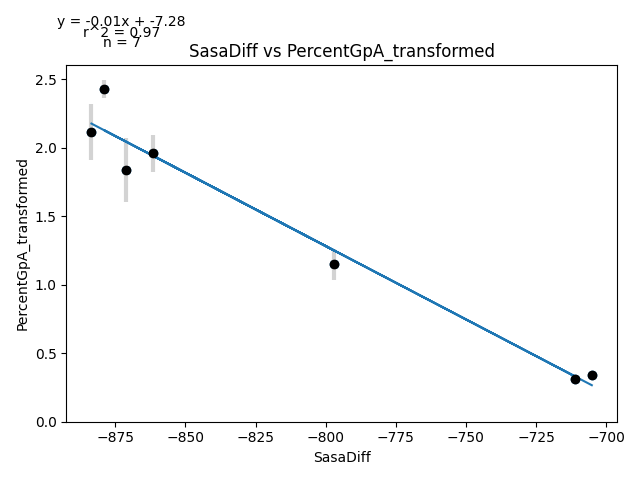 y = -0.01x + -7.28
r^2 = 0.97
n = 7
SasaDiff vs PercentGpA_transformed
PercentGpA_transformed
2.5
2.0
1.5
1.0
0.5
0.0
−875
−850
−825
−800
−775
−750
−725
−700
SasaDiff